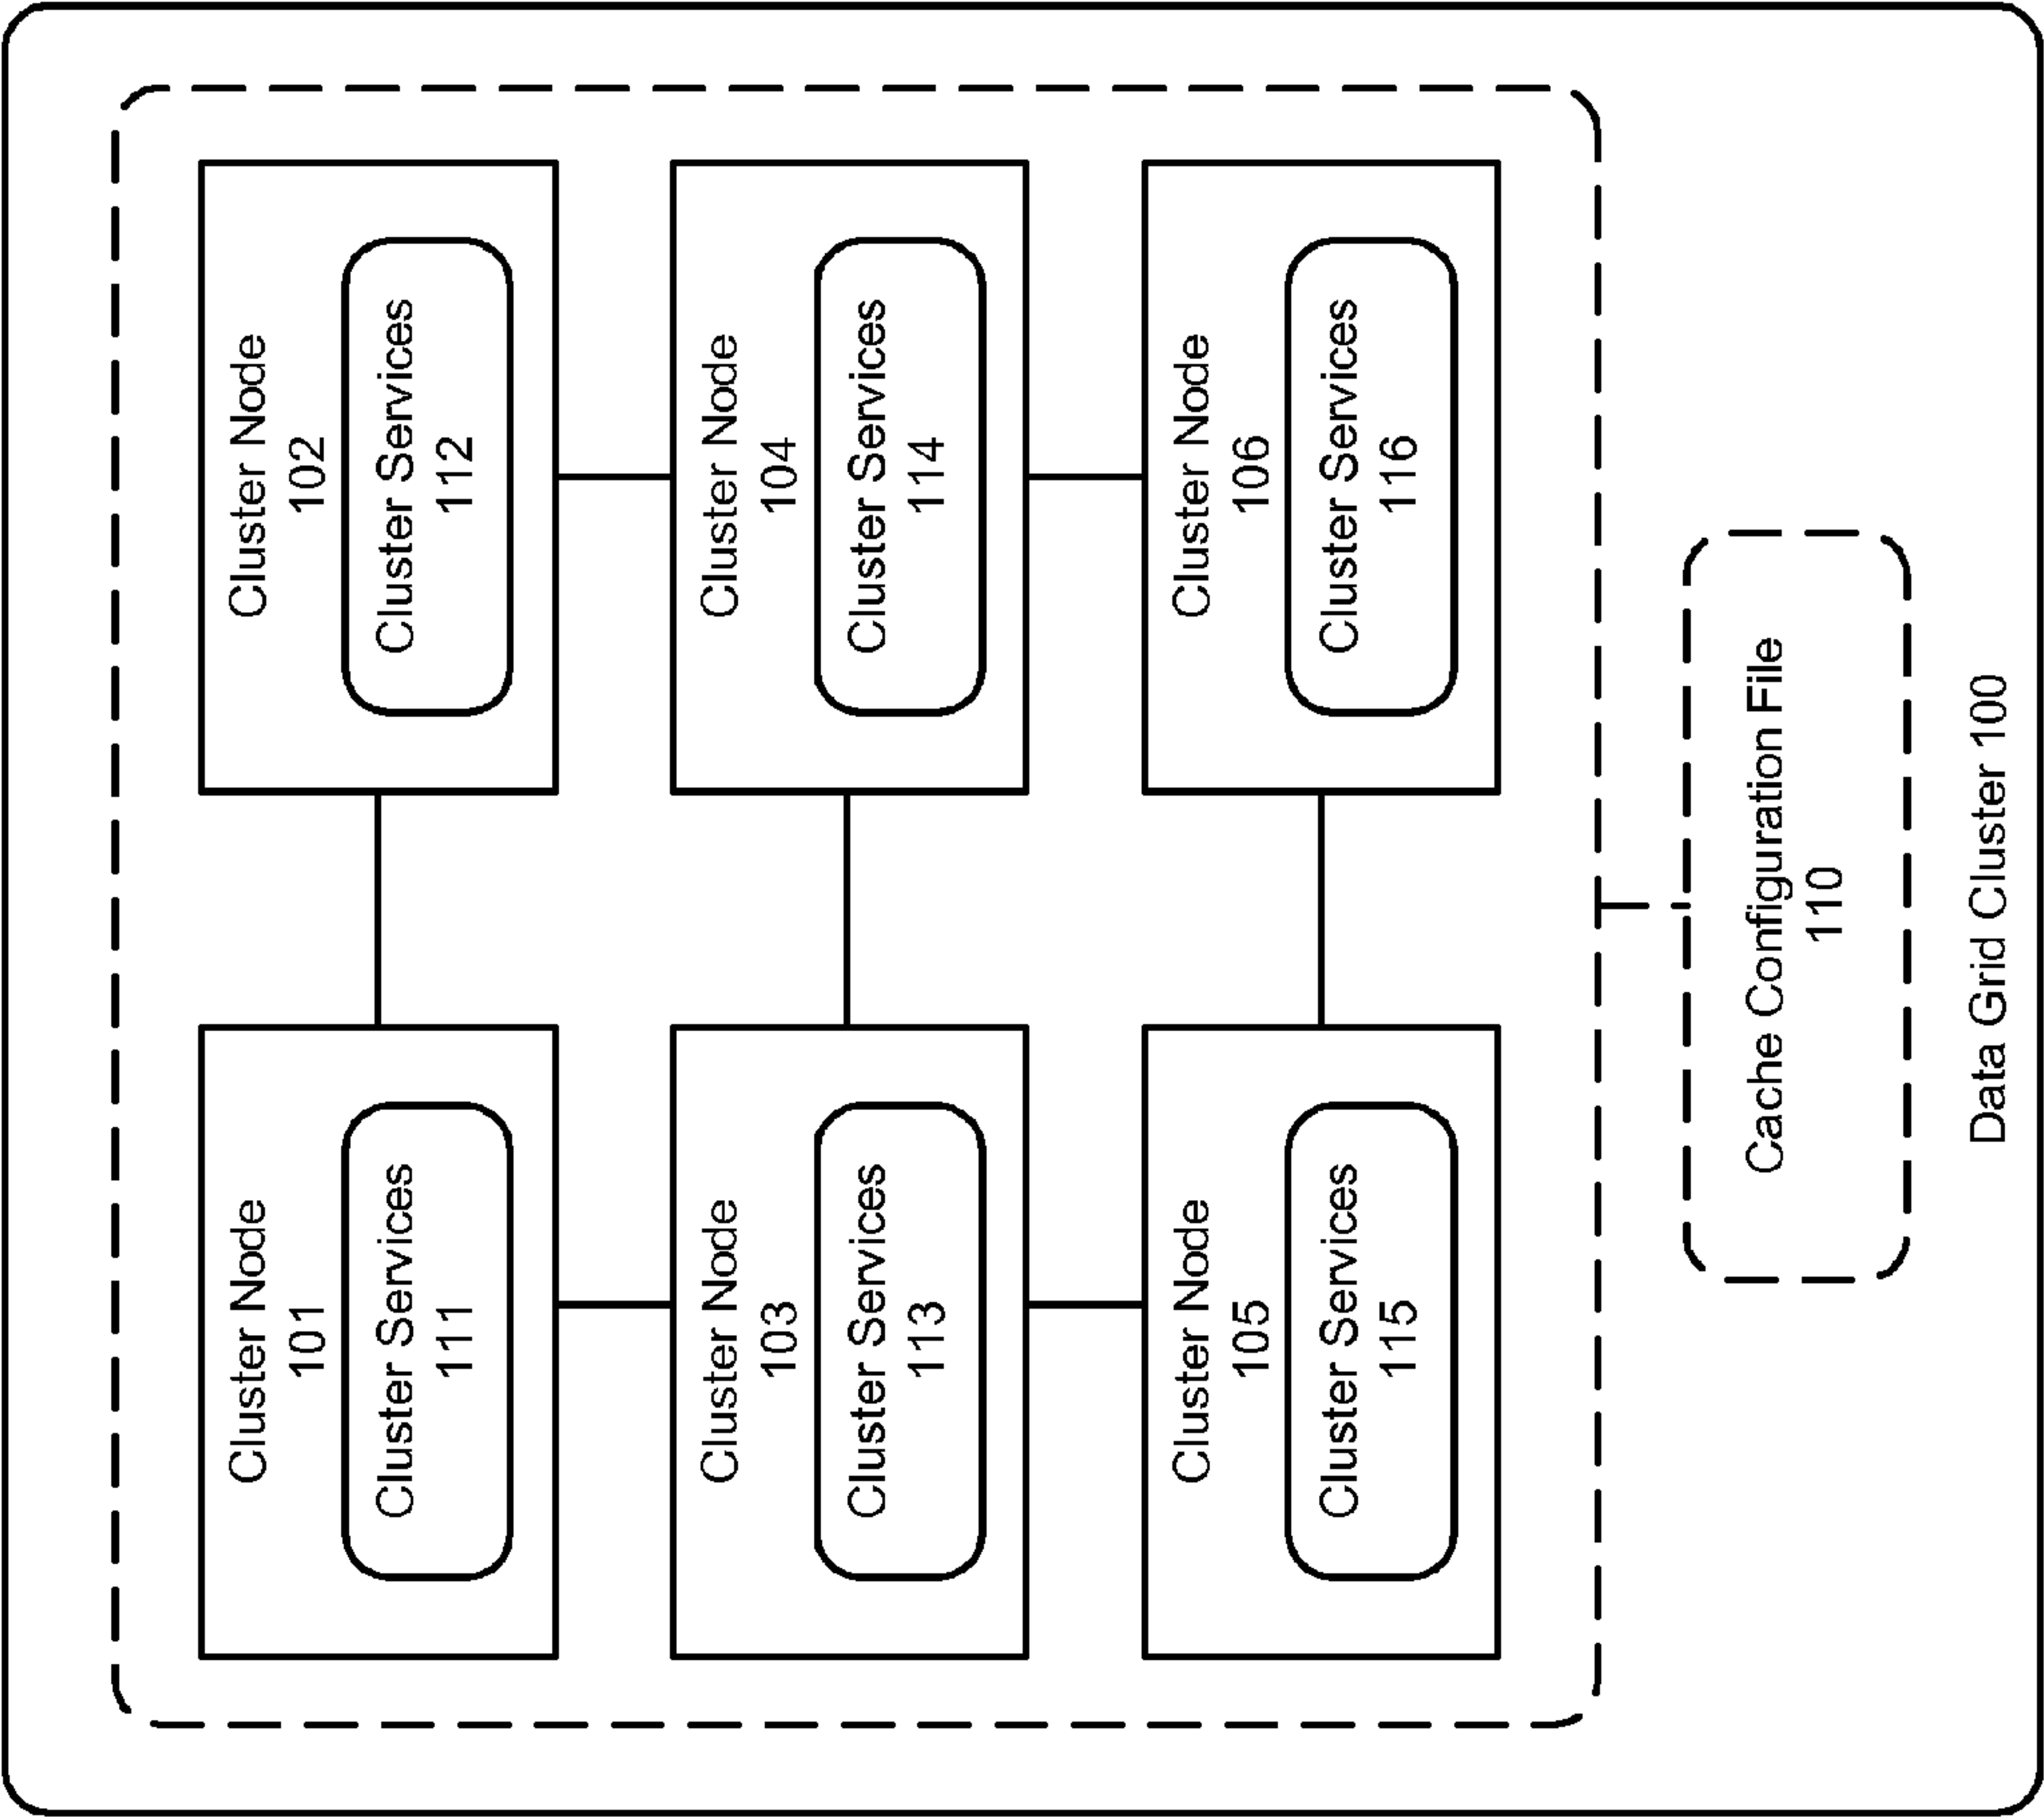 Cluster Node
101
Cluster Services
111
Cluster Node
102
Cluster Services
112
Cluster Node
103
Cluster Services
113
Cluster Node
104
Cluster Services
114
Cluster Node
105
Cluster Services
115
Cluster Node
106
Cluster Services
116
Cache Configuration File
110
Data Grid Cluster 100